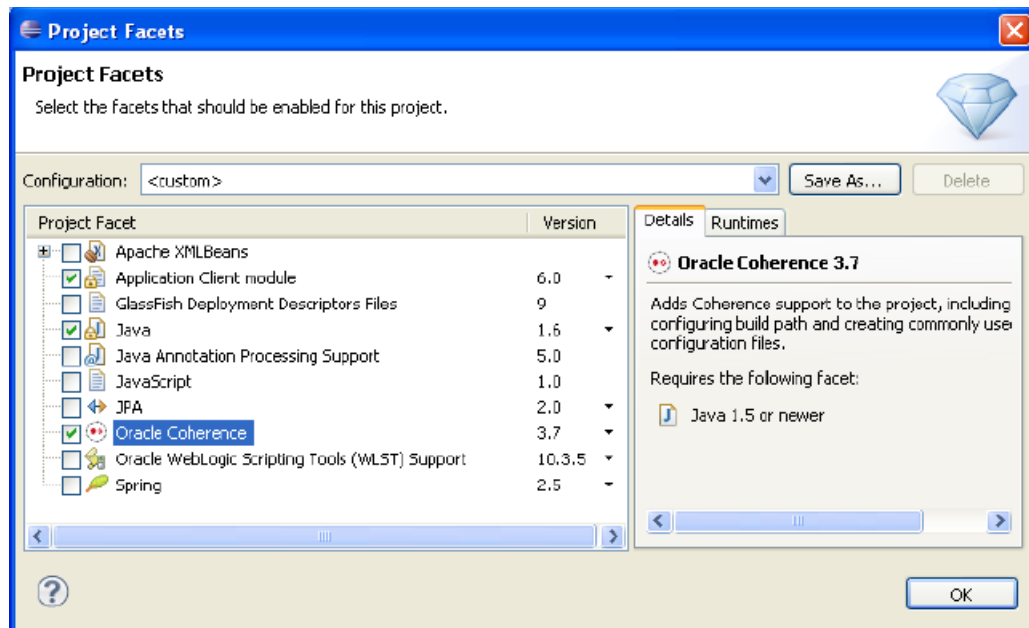 Project Facets
Project Facets
Select the facets that should be enabled for this project.
Configuration: <custom> Save As... Delete
Project Facet Version
Apache XMLBeans
Application Client module 6.0
GlassFish Deployment Descriptors Files 9
Java 1.6
Java Annotation Processing Support 5.0
JavaScript 1.0
JPA 2.0
Oracle Coherence 3.7
Oracle WebLogic Scripting Tools (WLST) Support 10.3.5
Spring 2.5
Details Runtimes
Oracle Coherence 3.7
Adds Coherence support to the project, including
configuring build path and creating commonly use
configuration files.
Requires the following facet:
Java 1.5 or newer
OK